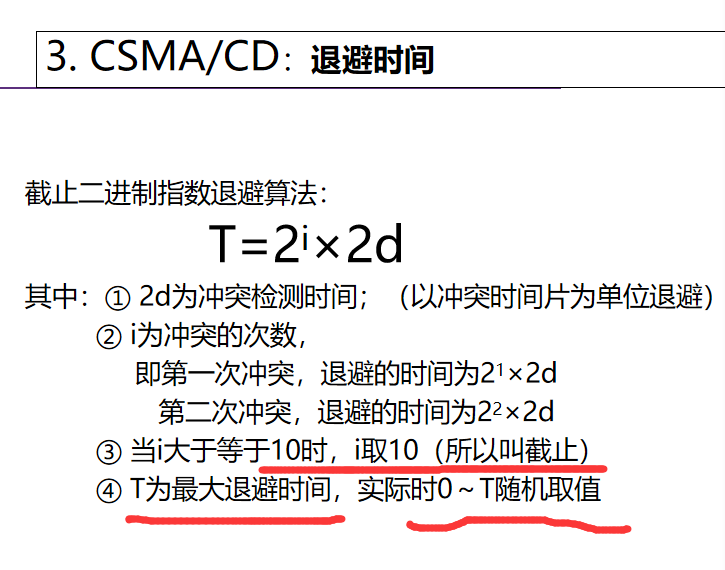 3. CSMA/CD：退避时间
截止二进制指数退避算法：
T=2ⁱ×2d
其中：① 2d为冲突检测时间；（以冲突时间片为单位退避）
② i为冲突的次数，
即第一次冲突，退避的时间为2¹×2d
第二次冲突，退避的时间为2²×2d
③ 当i大于等于10时，i取10（所以叫截止）
④ T为最大退避时间，实际时0～T随机取值